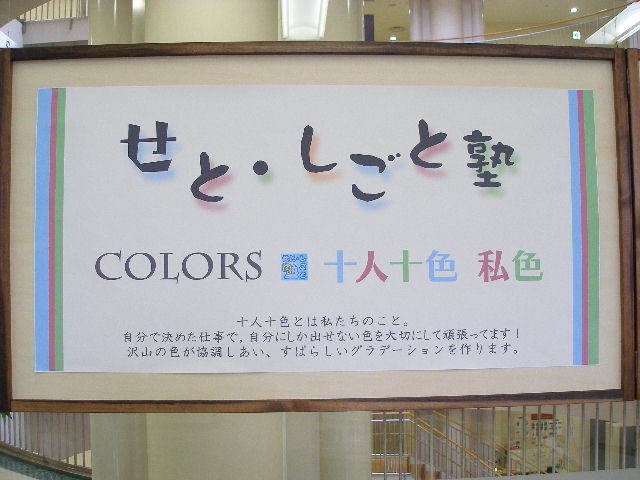 せと・しごと塾
COLORS 十人十色 私色
十人十色とは私たちのこと。
自分で決めた仕事で，自分にしか出せない色を大切にして頑張ってます！
沢山の色が協調しあい、すばらしいグラデーションを作ります。